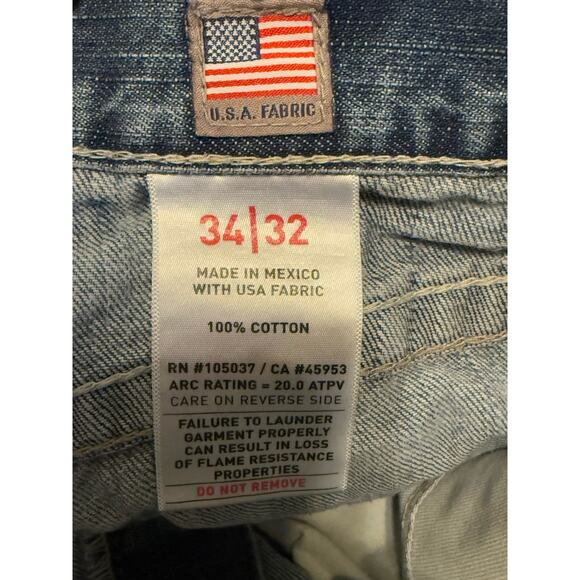 U.S.A. FABRIC
34|32
MADE IN MEXICO
WITH USA FABRIC
100% COTTON
RN #105037 / CA #45953
ARC RATING = 20.0 ATPV
CARE ON REVERSE SIDE
FAILURE TO LAUNDER
GARMENT PROPERLY
CAN RESULT IN LOSS
OF FLAME RESISTANCE
PROPERTIES
DO NOT REMOVE